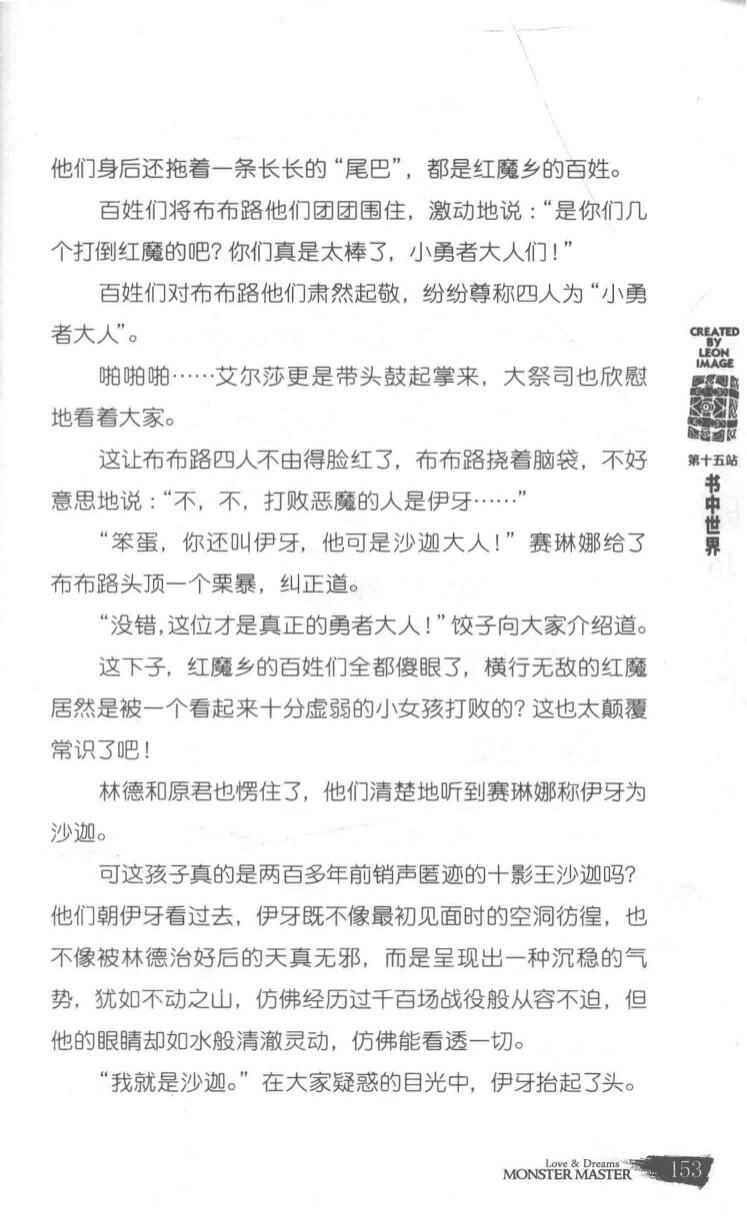 他们身后还拖着一条长长的“尾巴”，都是红魔乡的百姓。
百姓们将布布路他们团团围住，激动地说：“是你们几
个打倒红魔的吧？你们真是太棒了，小勇者大人们！”
百姓们对布布路他们肃然起敬，纷纷尊称四人为“小勇
者大人”。
啪啪啪……艾尔莎更是带头鼓起掌来，大祭司也欣慰
地看着大家。
这让布布路四人不由得脸红了，布布路挠着脑袋，不好
意思地说：“不，不，打败恶魔的人是伊牙……”
“笨蛋，你还叫伊牙，他可是沙迦大人！”赛琳娜给了
布布路头顶一个栗暴，纠正道。
“没错，这位才是真正的勇者大人！”饺子向大家介绍道。
这下子，红魔乡的百姓们全都傻眼了，横行无敌的红魔
居然是被一个看起来十分虚弱的小女孩打败的？这也太颠覆
常识了吧！
林德和原君也愣住了，他们清楚地听到赛琳娜称伊牙为
沙迦。
可这孩子真的是两百多年前销声匿迹的十影王沙迦吗？
他们朝伊牙看过去，伊牙既不像最初见面时的空洞彷徨，也
不像被林德治好后的天真无邪，而是呈现出一种沉稳的气
势，犹如不动之山，仿佛经历过千百场战役般从容不迫，但
他的眼睛却如水般清澈灵动，仿佛能看透一切。
“我就是沙迦。”在大家疑惑的目光中，伊牙抬起了头。
CREATED
BY
LEON
IMAGE
第十五站
书中世界
Love & Dreams
MONSTER MASTER
153